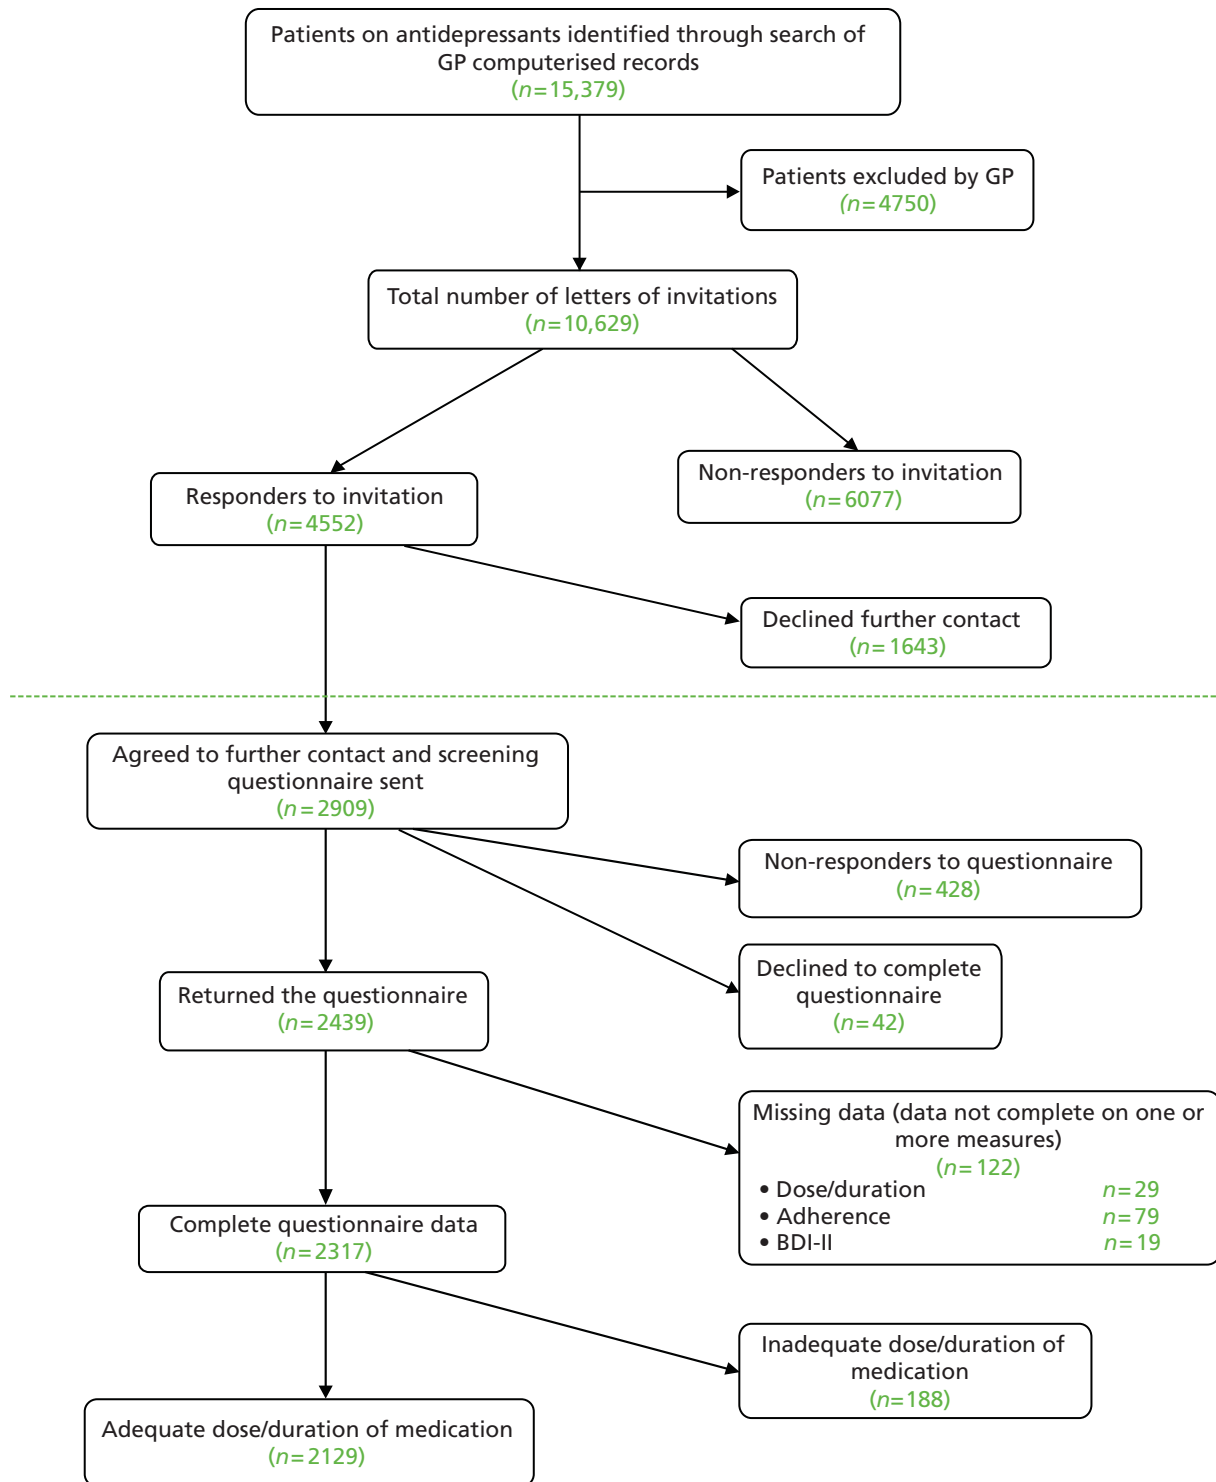 Patients on antidepressants identified through search of
GP computerised records
(n=15,379)
Patients excluded by GP
(n=4750)
Total number of letters of invitations
(n=10,629)
Non-responders to invitation
(n=6077)
Responders to invitation
(n=4552)
Declined further contact
(n=1643)
Agreed to further contact and screening
questionnaire sent
(n=2909)
Non-responders to questionnaire
(n=428)
Declined to complete
questionnaire
(n=42)
Returned the questionnaire
(n=2439)
Missing data (data not complete on one or
more measures)
(n=122)
• Dose/duration n=29
• Adherence n=79
• BDI-II n=19
Complete questionnaire data
(n=2317)
Inadequate dose/duration of
medication
(n=188)
Adequate dose/duration of medication
(n=2129)